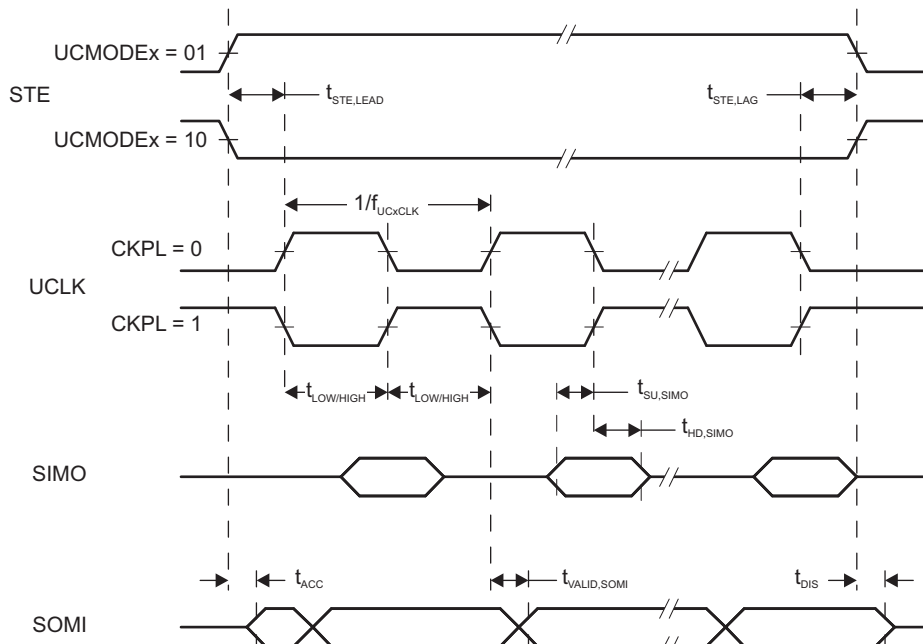 UCMODEx = 01
STE
t_STE,LEAD
t_STE,LAG
UCMODEx = 10
1/f_UCxCLK
CKPL = 0
UCLK
CKPL = 1
t_LOW/HIGH
t_LOW/HIGH
t_SU,SIMO
t_HD,SIMO
SIMO
t_ACC
t_VALID,SOMI
t_DIS
SOMI